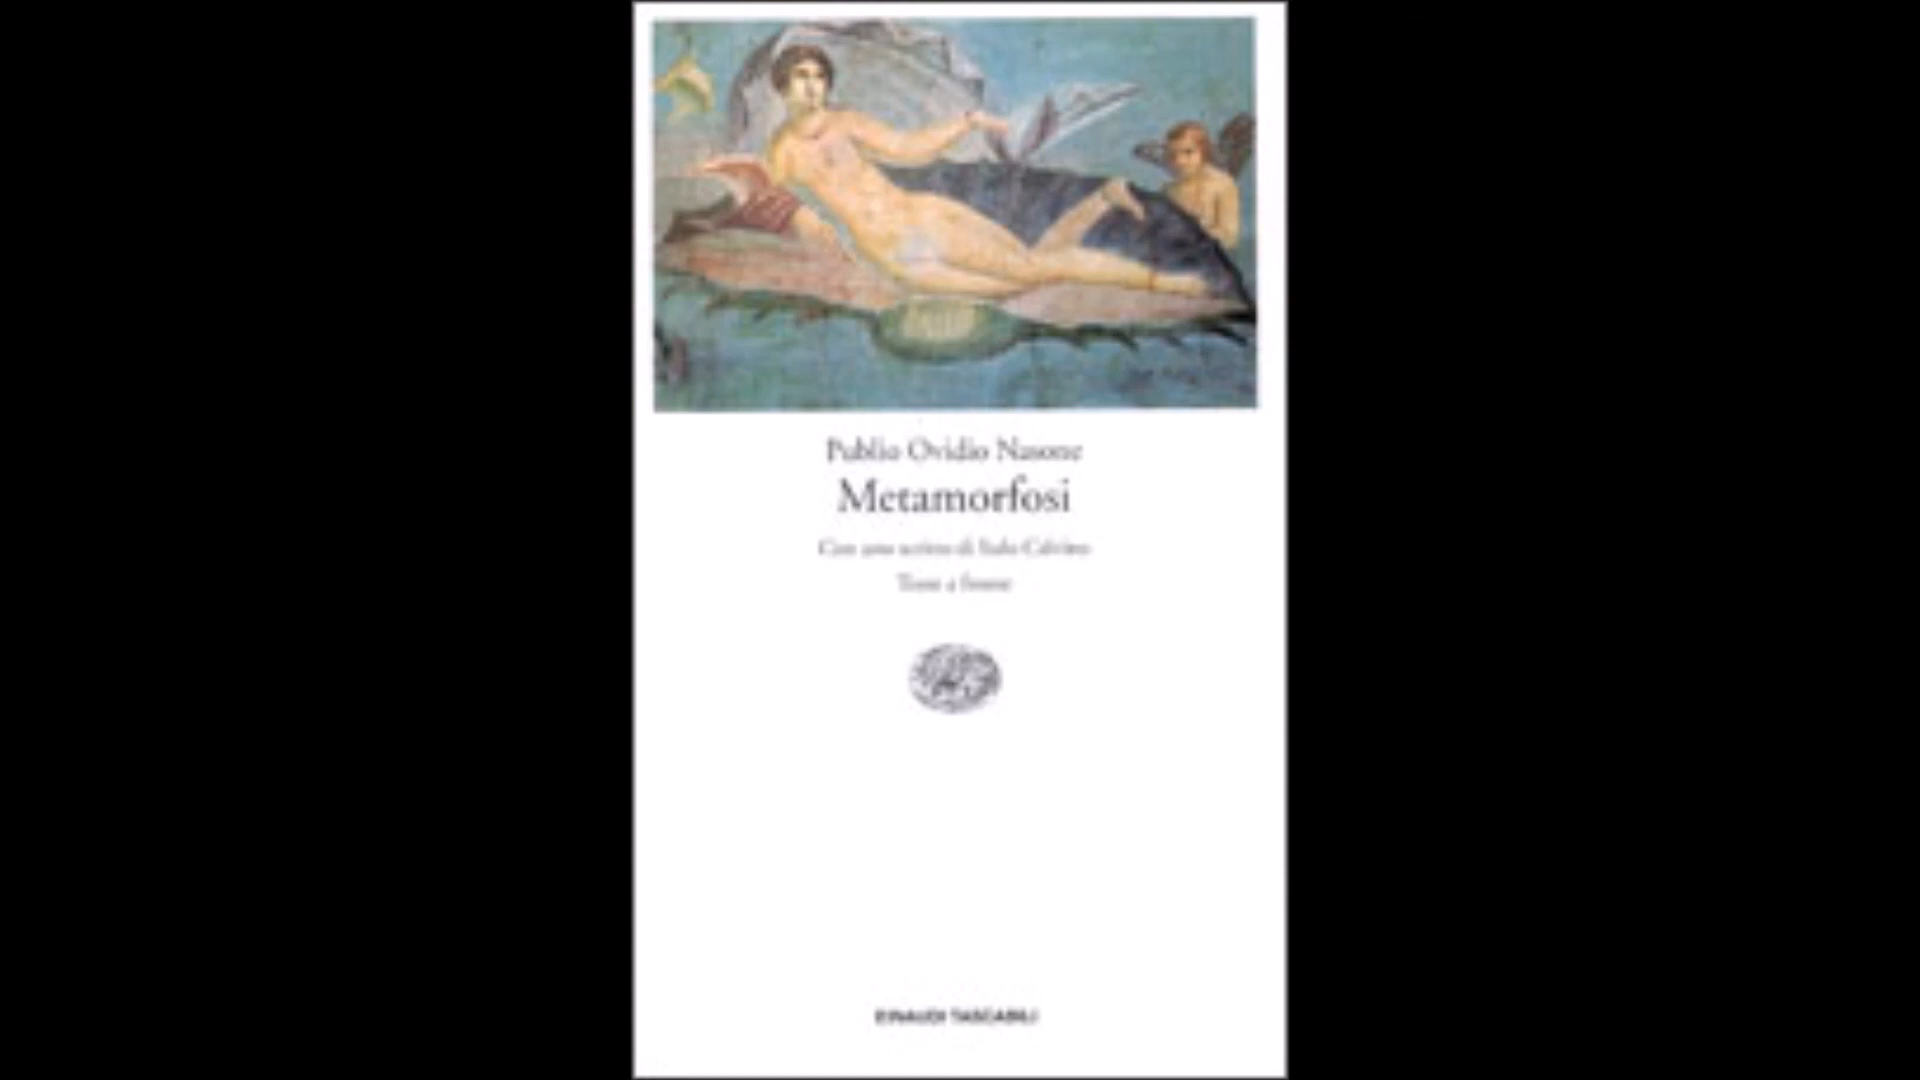 Publio Ovidio Nasone
Metamorfosi
Con uno scritto di Italo Calvino
Testo a fronte
EINAUDI TASCABILI